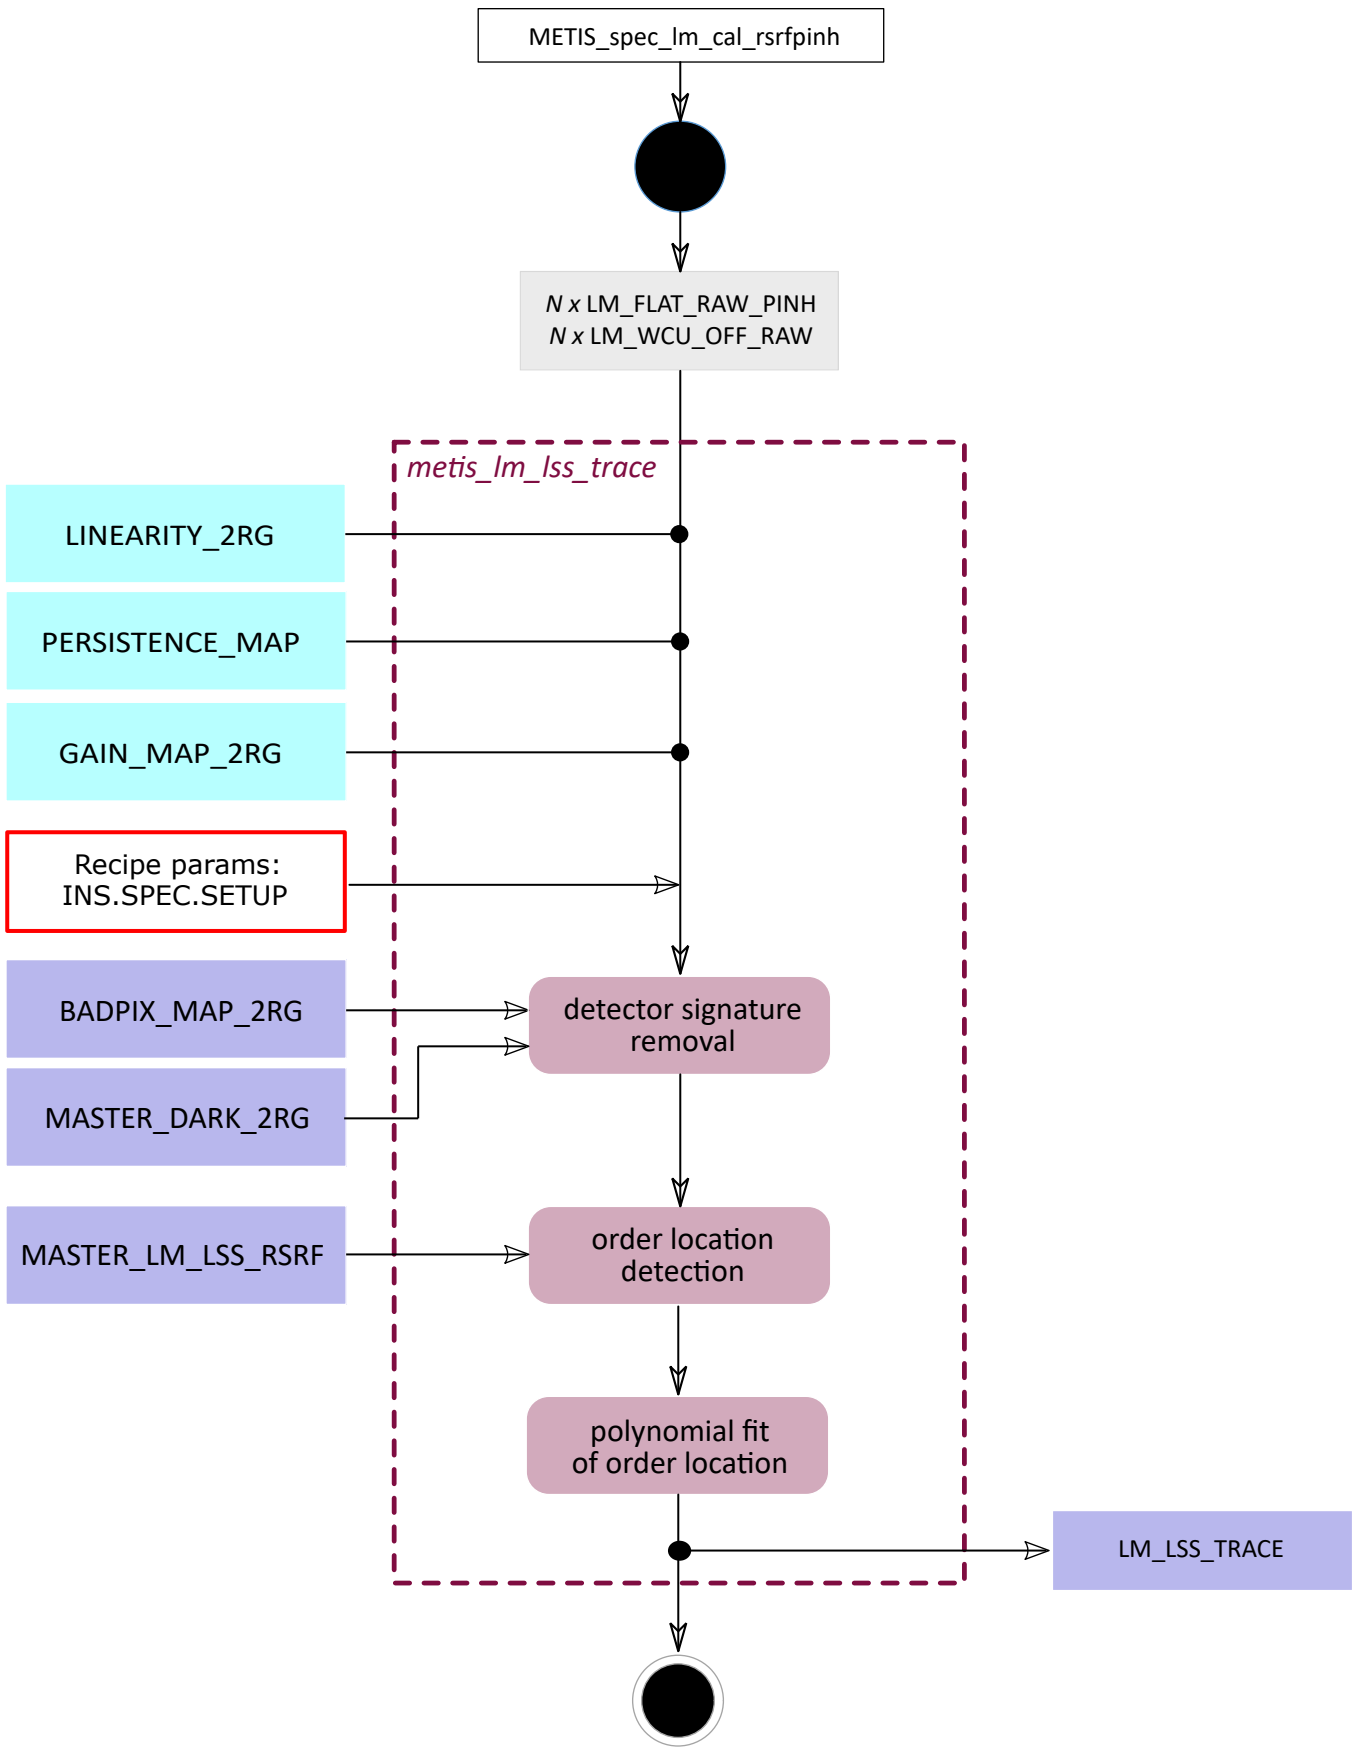 METIS_spec_lm_cal_rsrfpinh
N x LM_FLAT_RAW_PINH
N x LM_WCU_OFF_RAW
metis_lm_lss_trace
LINEARITY_2RG
PERSISTENCE_MAP
GAIN_MAP_2RG
Recipe params:
INS.SPEC.SETUP
BADPIX_MAP_2RG
detector signature
removal
MASTER_DARK_2RG
MASTER_LM_LSS_RSRF
order location
detection
polynomial fit
of order location
LM_LSS_TRACE